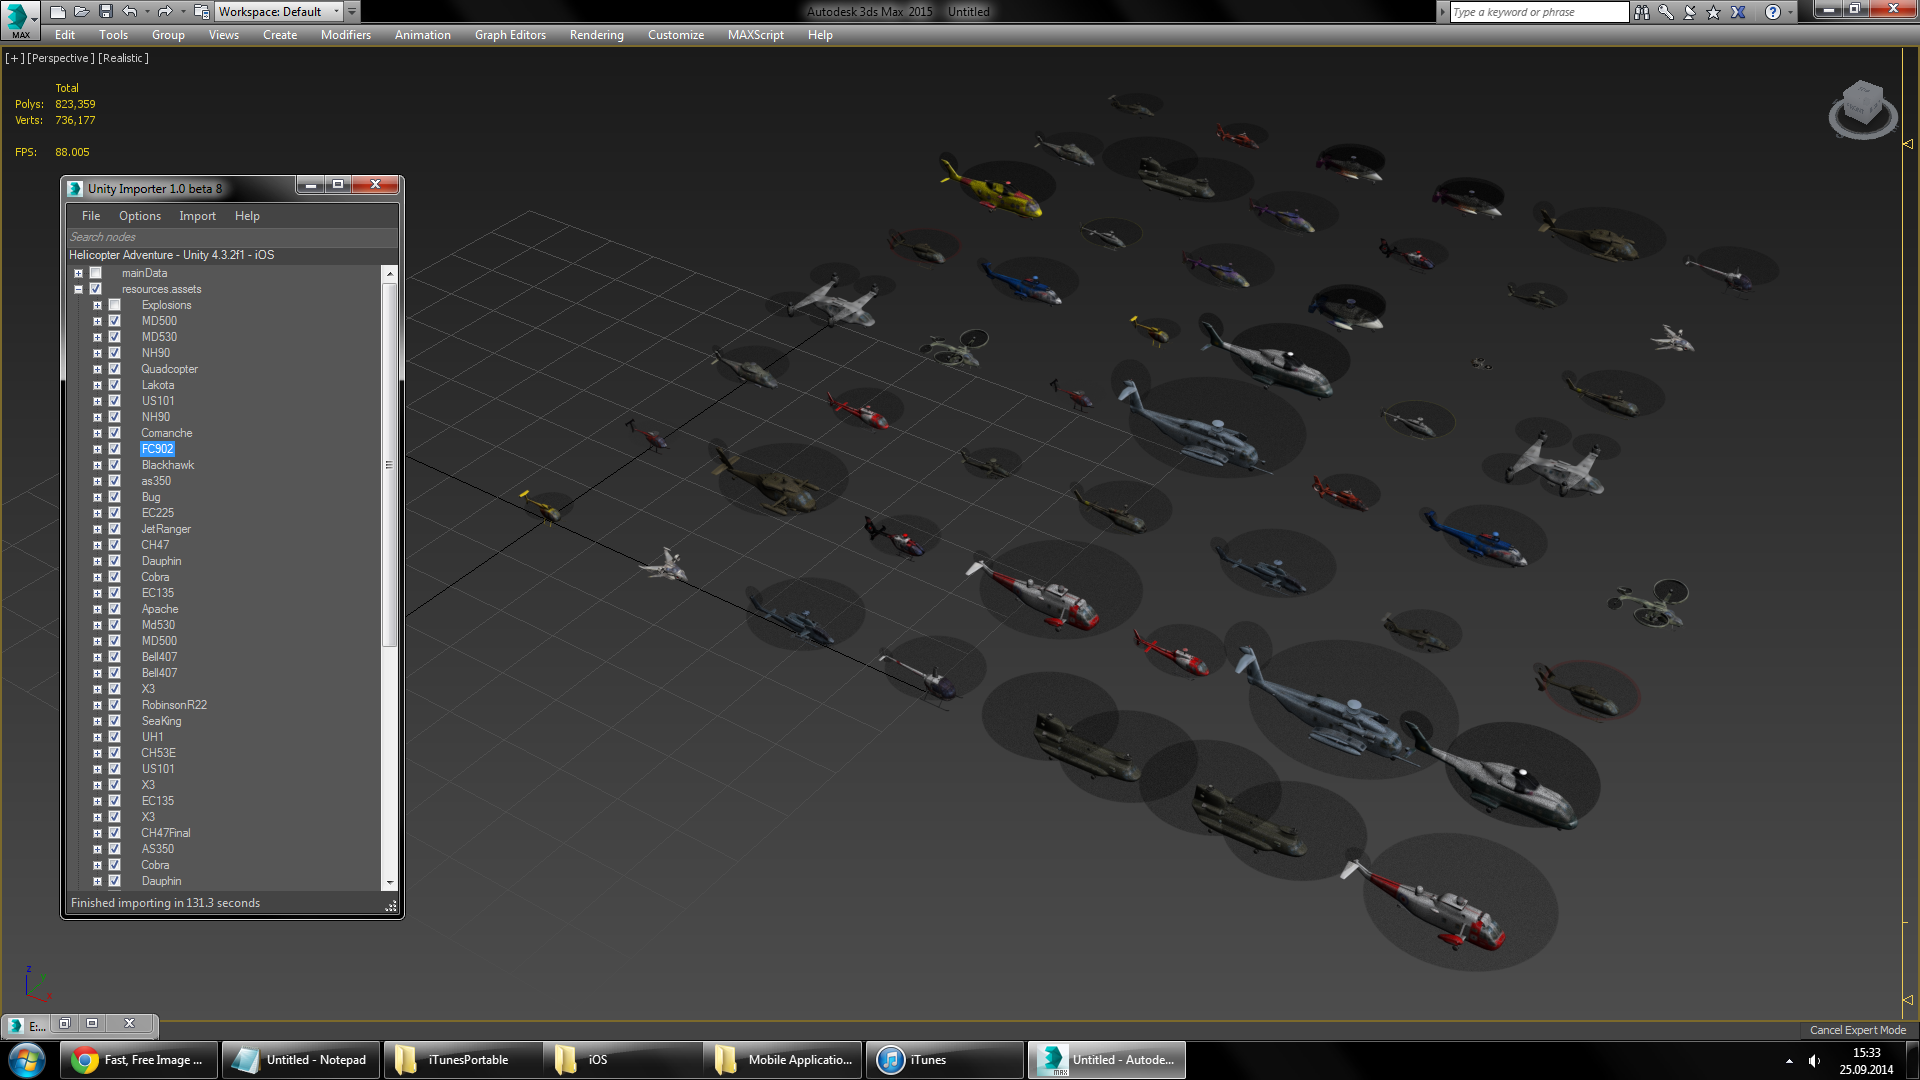 Workspace: Default
Autodesk 3ds Max 2015 Untitled
Type a keyword or phrase
MAX
Edit Tools Group Views Create Modifiers Animation Graph Editors Rendering Customize MAXScript Help
[+] [Perspective] [Realistic]
Total
Polys: 823,359
Verts: 736,177
FPS: 88.005
Unity Importer 1.0 beta 8
File Options Import Help
Search nodes
Helicopter Adventure - Unity 4.3.2f1 - iOS
mainData
resources.assets
Explosions
MD500
MD530
NH90
Quadcopter
Lakota
US101
NH90
Comanche
FC902
Blackhawk
as350
Bug
EC225
JetRanger
CH47
Dauphin
Cobra
EC135
Apache
Md530
MD500
Bell407
Bell407
X3
RobinsonR22
SeaKing
UH1
CH53E
US101
X3
EC135
X3
CH47Final
AS350
Cobra
Dauphin
Finished importing in 131.3 seconds
z
x
E:...
Cancel Expert Mode
Fast, Free Image ...
Untitled - Notepad
iTunesPortable
iOS
Mobile Applicatio...
iTunes
MAX
Untitled - Autode...
15:33
25.09.2014